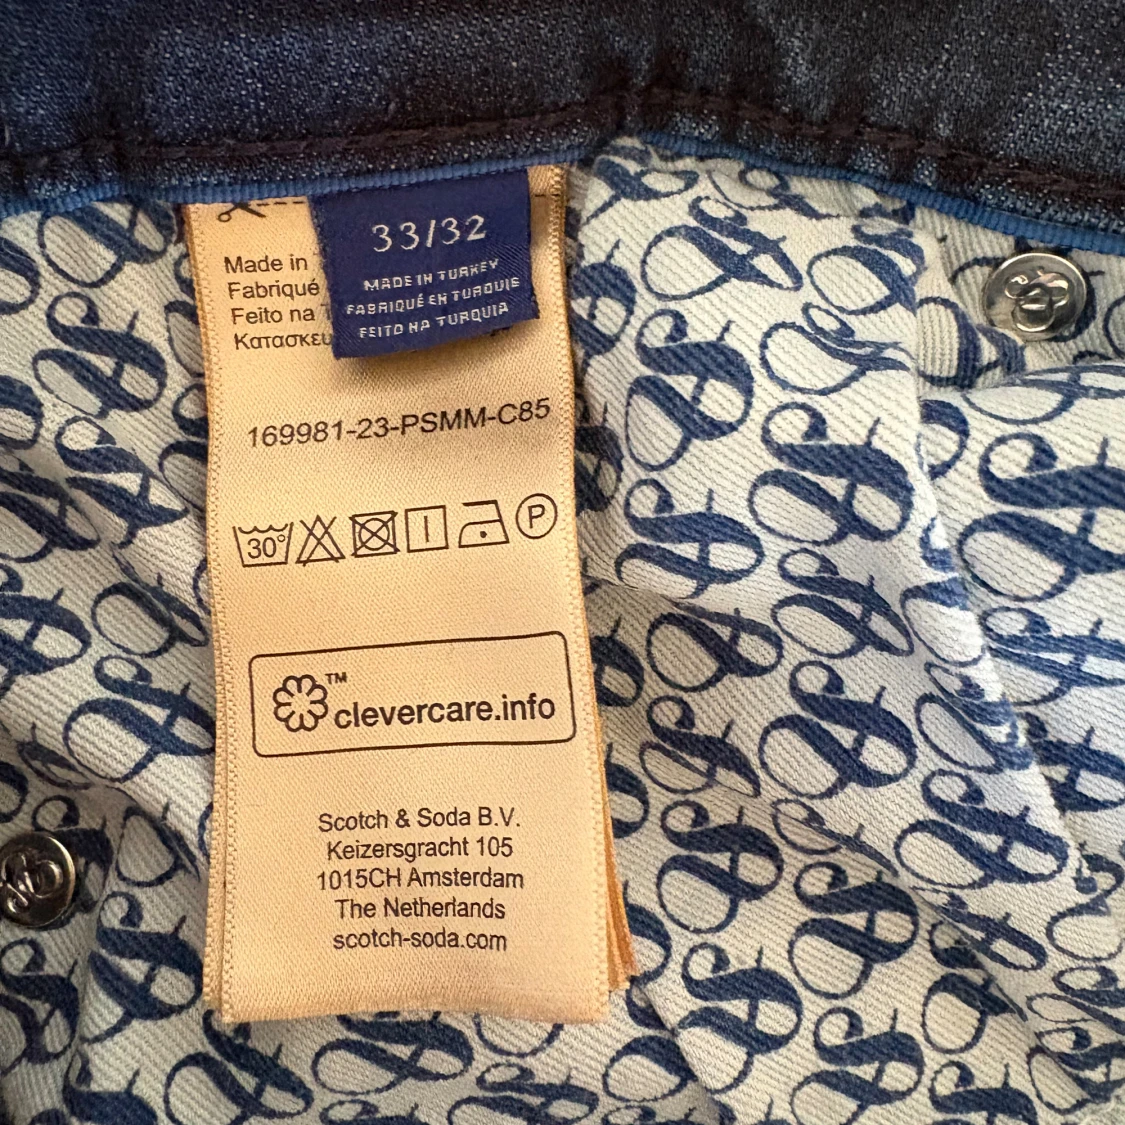 33/32
MADE IN TURKEY
FABRIQUÉ EN TURQUIE
FEITO NA TURQUIA
Made in
Fabriqué
Feito na
169981-23-PSMM-C85
30°
P
TM
clevercare.info
Scotch & Soda B.V.
Keizersgracht 105
1015CH Amsterdam
The Netherlands
scotch-soda.com